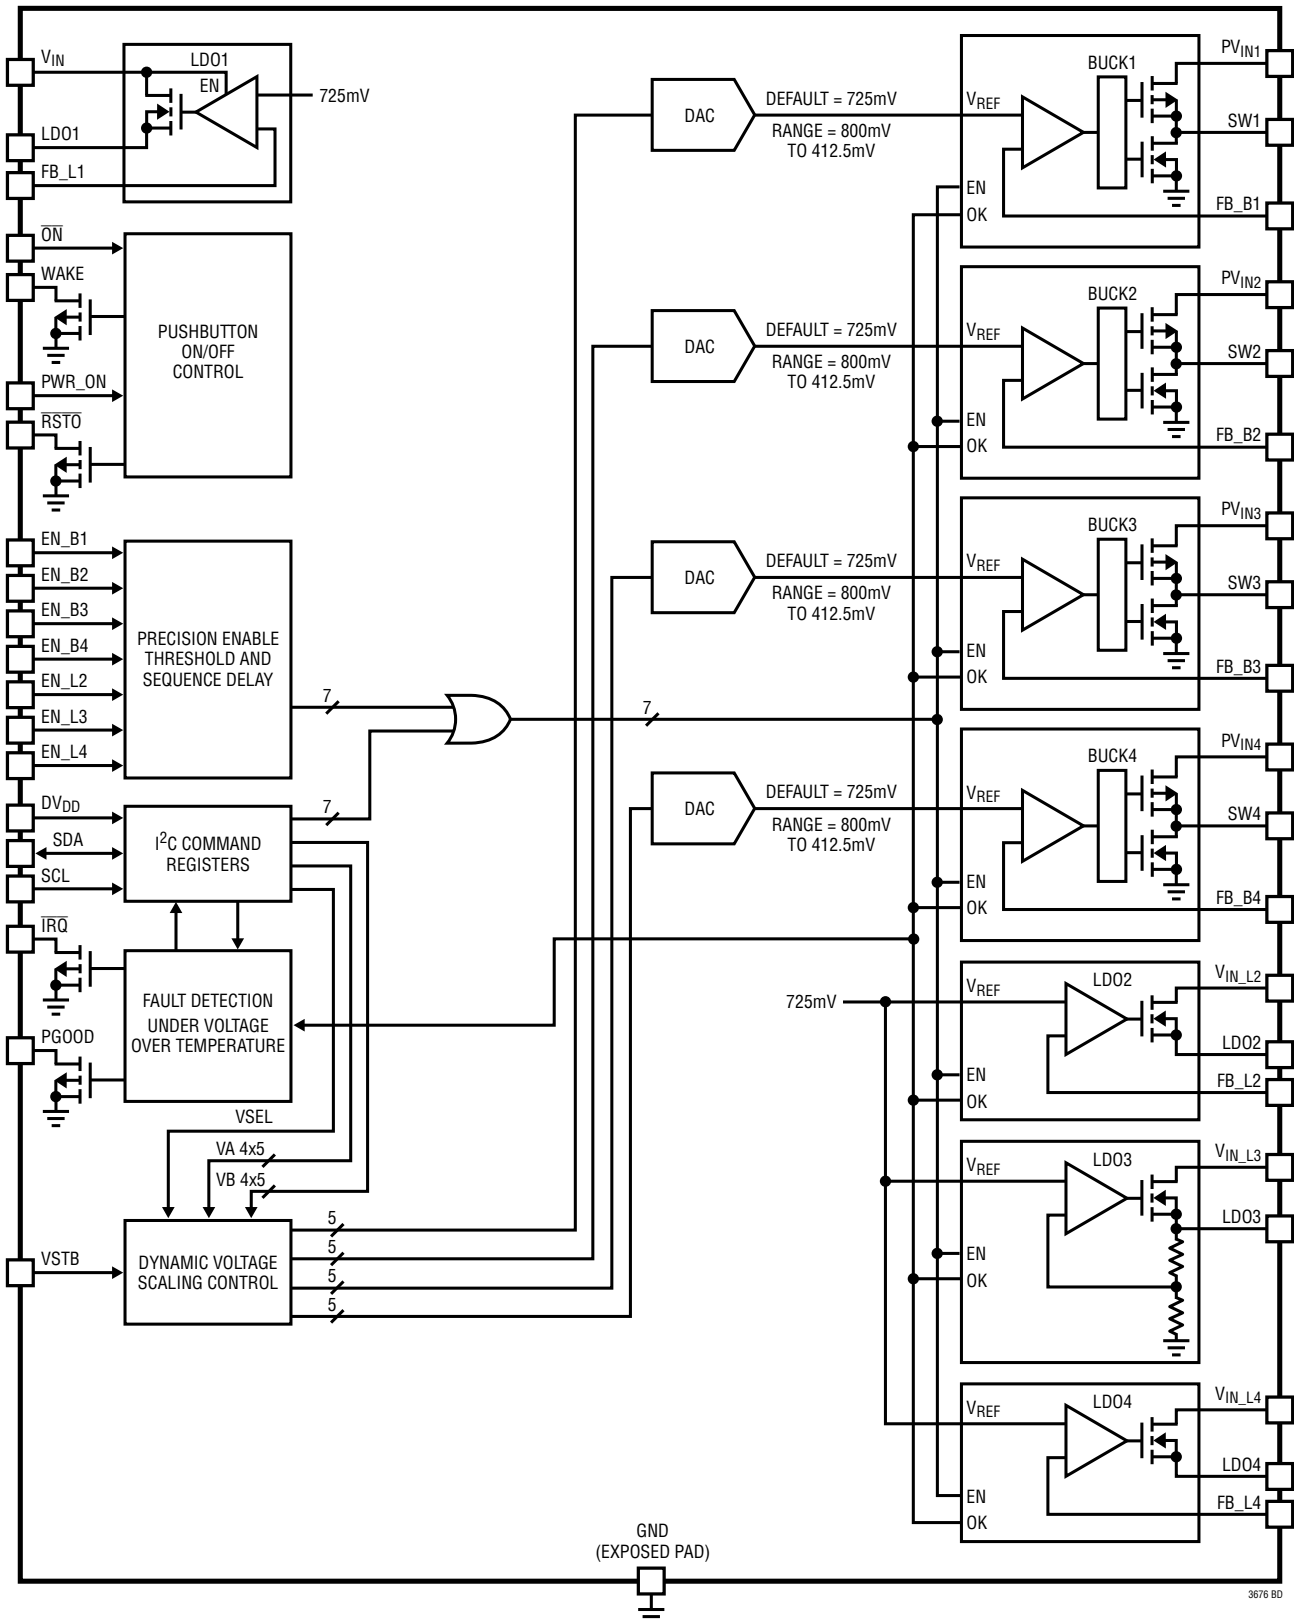 VIN
LDO1
EN
725mV
LDO1
FB_L1
ON
WAKE
PUSHBUTTON
ON/OFF
CONTROL
PWR_ON
RSTO
EN_B1
EN_B2
EN_B3
EN_B4
EN_L2
EN_L3
EN_L4
PRECISION ENABLE
THRESHOLD AND
SEQUENCE DELAY
7
7
DVDD
SDA
SCL
I2C COMMAND
REGISTERS
7
IRQ
PGOOD
FAULT DETECTION
UNDER VOLTAGE
OVER TEMPERATURE
VSEL
VA 4x5
VB 4x5
VSTB
DYNAMIC VOLTAGE
SCALING CONTROL
5
5
5
5
DAC
DEFAULT = 725mV
RANGE = 800mV
TO 412.5mV
BUCK1
VREF
EN
OK
PVIN1
SW1
FB_B1
DAC
DEFAULT = 725mV
RANGE = 800mV
TO 412.5mV
BUCK2
VREF
EN
OK
PVIN2
SW2
FB_B2
DAC
DEFAULT = 725mV
RANGE = 800mV
TO 412.5mV
BUCK3
VREF
EN
OK
PVIN3
SW3
FB_B3
DAC
DEFAULT = 725mV
RANGE = 800mV
TO 412.5mV
BUCK4
VREF
EN
OK
PVIN4
SW4
FB_B4
725mV
LDO2
VREF
EN
OK
VIN_L2
LDO2
FB_L2
LDO3
VREF
EN
OK
VIN_L3
LDO3
LDO4
VREF
EN
OK
VIN_L4
LDO4
FB_L4
GND
(EXPOSED PAD)
3676 BD